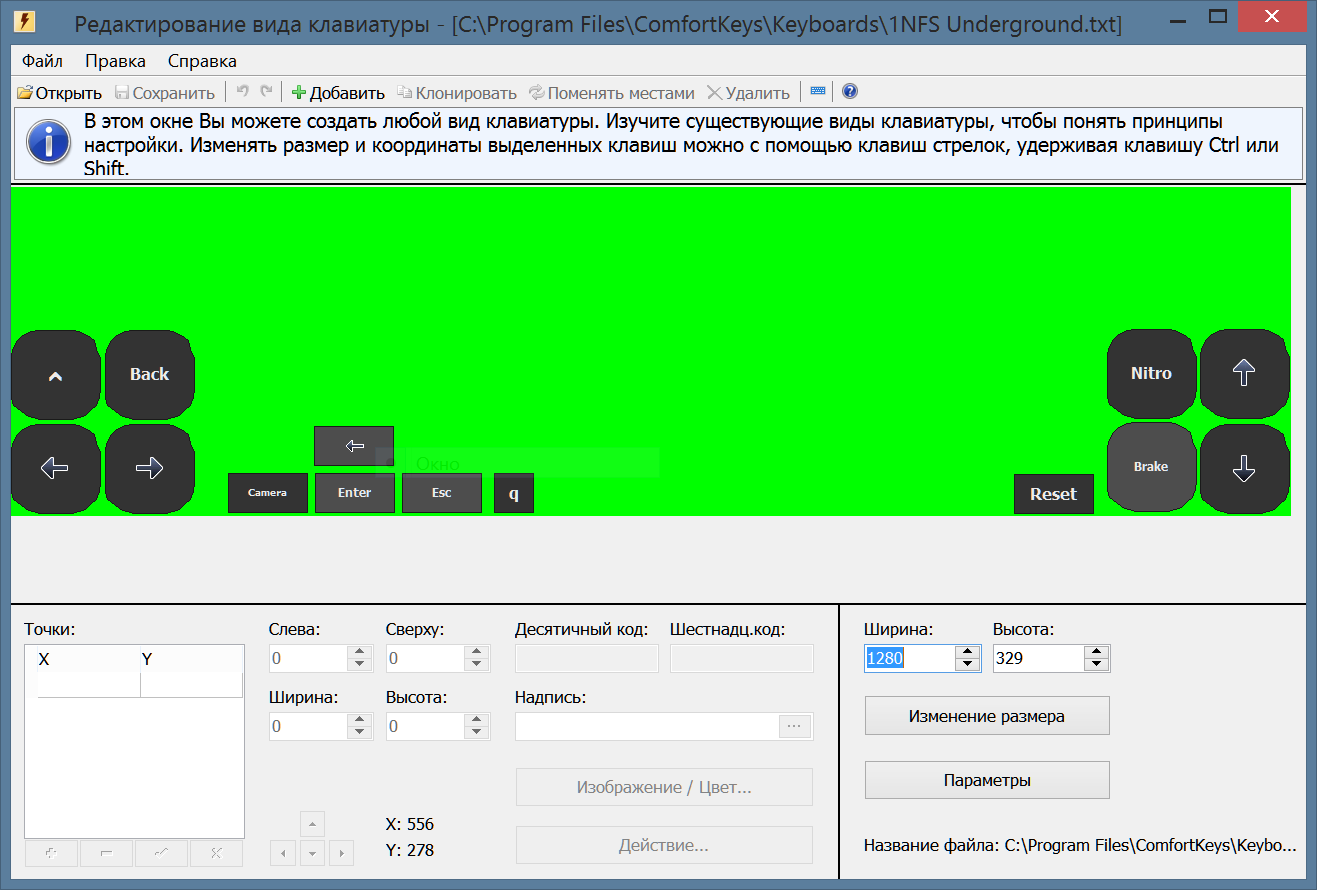 Редактирование вида клавиатуры - [C:\Program Files\ComfortKeys\Keyboards\1NFS Underground.txt]
Файл Правка Справка
Открыть Сохранить Добавить Клонировать Поменять местами Удалить
В этом окне Вы можете создать любой вид клавиатуры. Изучите существующие виды клавиатуры, чтобы понять принципы
настройки. Изменять размер и координаты выделенных клавиш можно с помощью клавиш стрелок, удерживая клавишу Ctrl или
Shift.
Back Nitro
Окно
Brake
Camera Enter Esc q Reset
Точки: Слева: Сверху: Десятичный код: Шестнадц.код: Ширина: Высота:
X Y 0 0 1280 329
Ширина: Высота: Надпись:
0 0 ... Изменение размера
Изображение / Цвет... Параметры
X: 556
Y: 278 Действие... Название файла: C:\Program Files\ComfortKeys\Keybo...